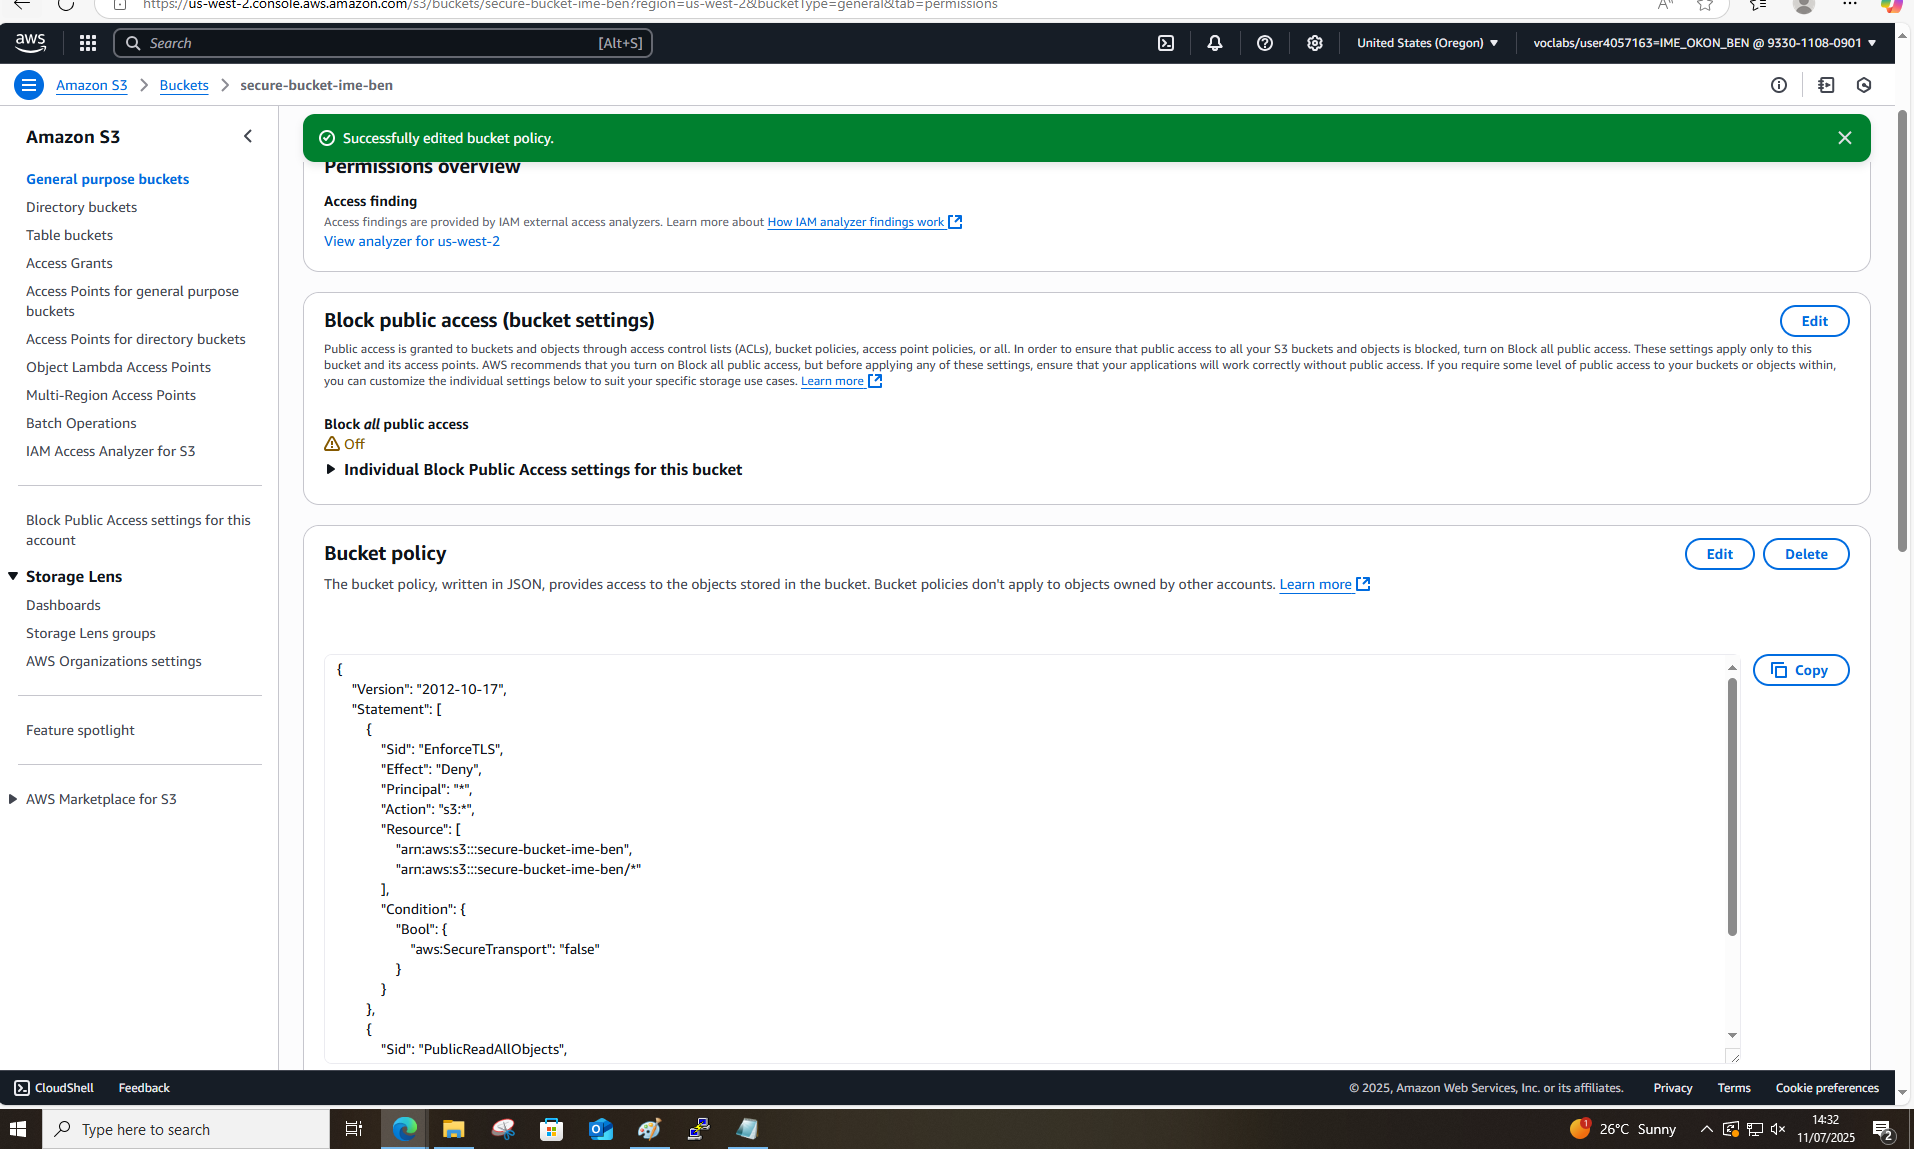 https://us-west-2.console.aws.amazon.com/s3/buckets/secure-bucket-ime-ben?region=us-west-2&bucketType=general&tab=permissions
aws
Search [Alt+S]
United States (Oregon)
voclabs/user4057163=IME_OKON_BEN @ 9330-1108-0901
Amazon S3
Buckets
secure-bucket-ime-ben
Amazon S3
General purpose buckets
Directory buckets
Table buckets
Access Grants
Access Points for general purpose
buckets
Access Points for directory buckets
Object Lambda Access Points
Multi-Region Access Points
Batch Operations
IAM Access Analyzer for S3
Block Public Access settings for this
account
Storage Lens
Dashboards
Storage Lens groups
AWS Organizations settings
Feature spotlight
AWS Marketplace for S3
Successfully edited bucket policy.
Permissions overview
Access finding
Access findings are provided by IAM external access analyzers. Learn more about How IAM analyzer findings work
View analyzer for us-west-2
Block public access (bucket settings)
Edit
Public access is granted to buckets and objects through access control lists (ACLs), bucket policies, access point policies, or all. In order to ensure that public access to all your S3 buckets and objects is blocked, turn on Block all public access. These settings apply only to this
bucket and its access points. AWS recommends that you turn on Block all public access, but before applying any of these settings, ensure that your applications will work correctly without public access. If you require some level of public access to your buckets or objects within,
you can customize the individual settings below to suit your specific storage use cases. Learn more
Block all public access
Off
Individual Block Public Access settings for this bucket
Bucket policy
Edit
Delete
The bucket policy, written in JSON, provides access to the objects stored in the bucket. Bucket policies don't apply to objects owned by other accounts. Learn more
Copy
{
"Version": "2012-10-17",
"Statement": [
{
"Sid": "EnforceTLS",
"Effect": "Deny",
"Principal": "*",
"Action": "s3:*",
"Resource": [
"arn:aws:s3:::secure-bucket-ime-ben",
"arn:aws:s3:::secure-bucket-ime-ben/*"
],
"Condition": {
"Bool": {
"aws:SecureTransport": "false"
}
}
},
{
"Sid": "PublicReadAllObjects",
CloudShell
Feedback
© 2025, Amazon Web Services, Inc. or its affiliates.
Privacy
Terms
Cookie preferences
Type here to search
1
26°C Sunny
14:32
11/07/2025
2